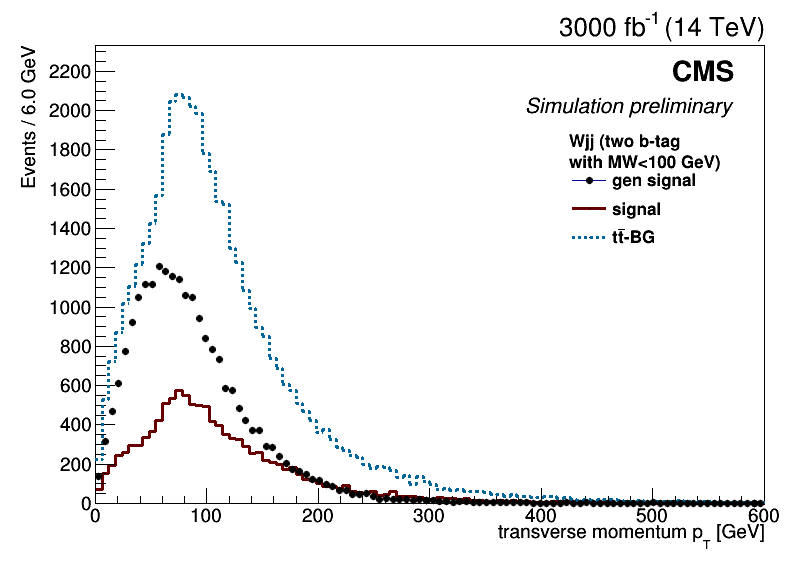 3000 fb⁻¹ (14 TeV)
CMS
Simulation preliminary
Wjj (two b-tag
with MW<100 GeV)
gen signal
signal
tt̄-BG
Events / 6.0 GeV
2200
2000
1800
1600
1400
1200
1000
800
600
400
200
0
0 100 200 300 400 500 600
transverse momentum p_T [GeV]